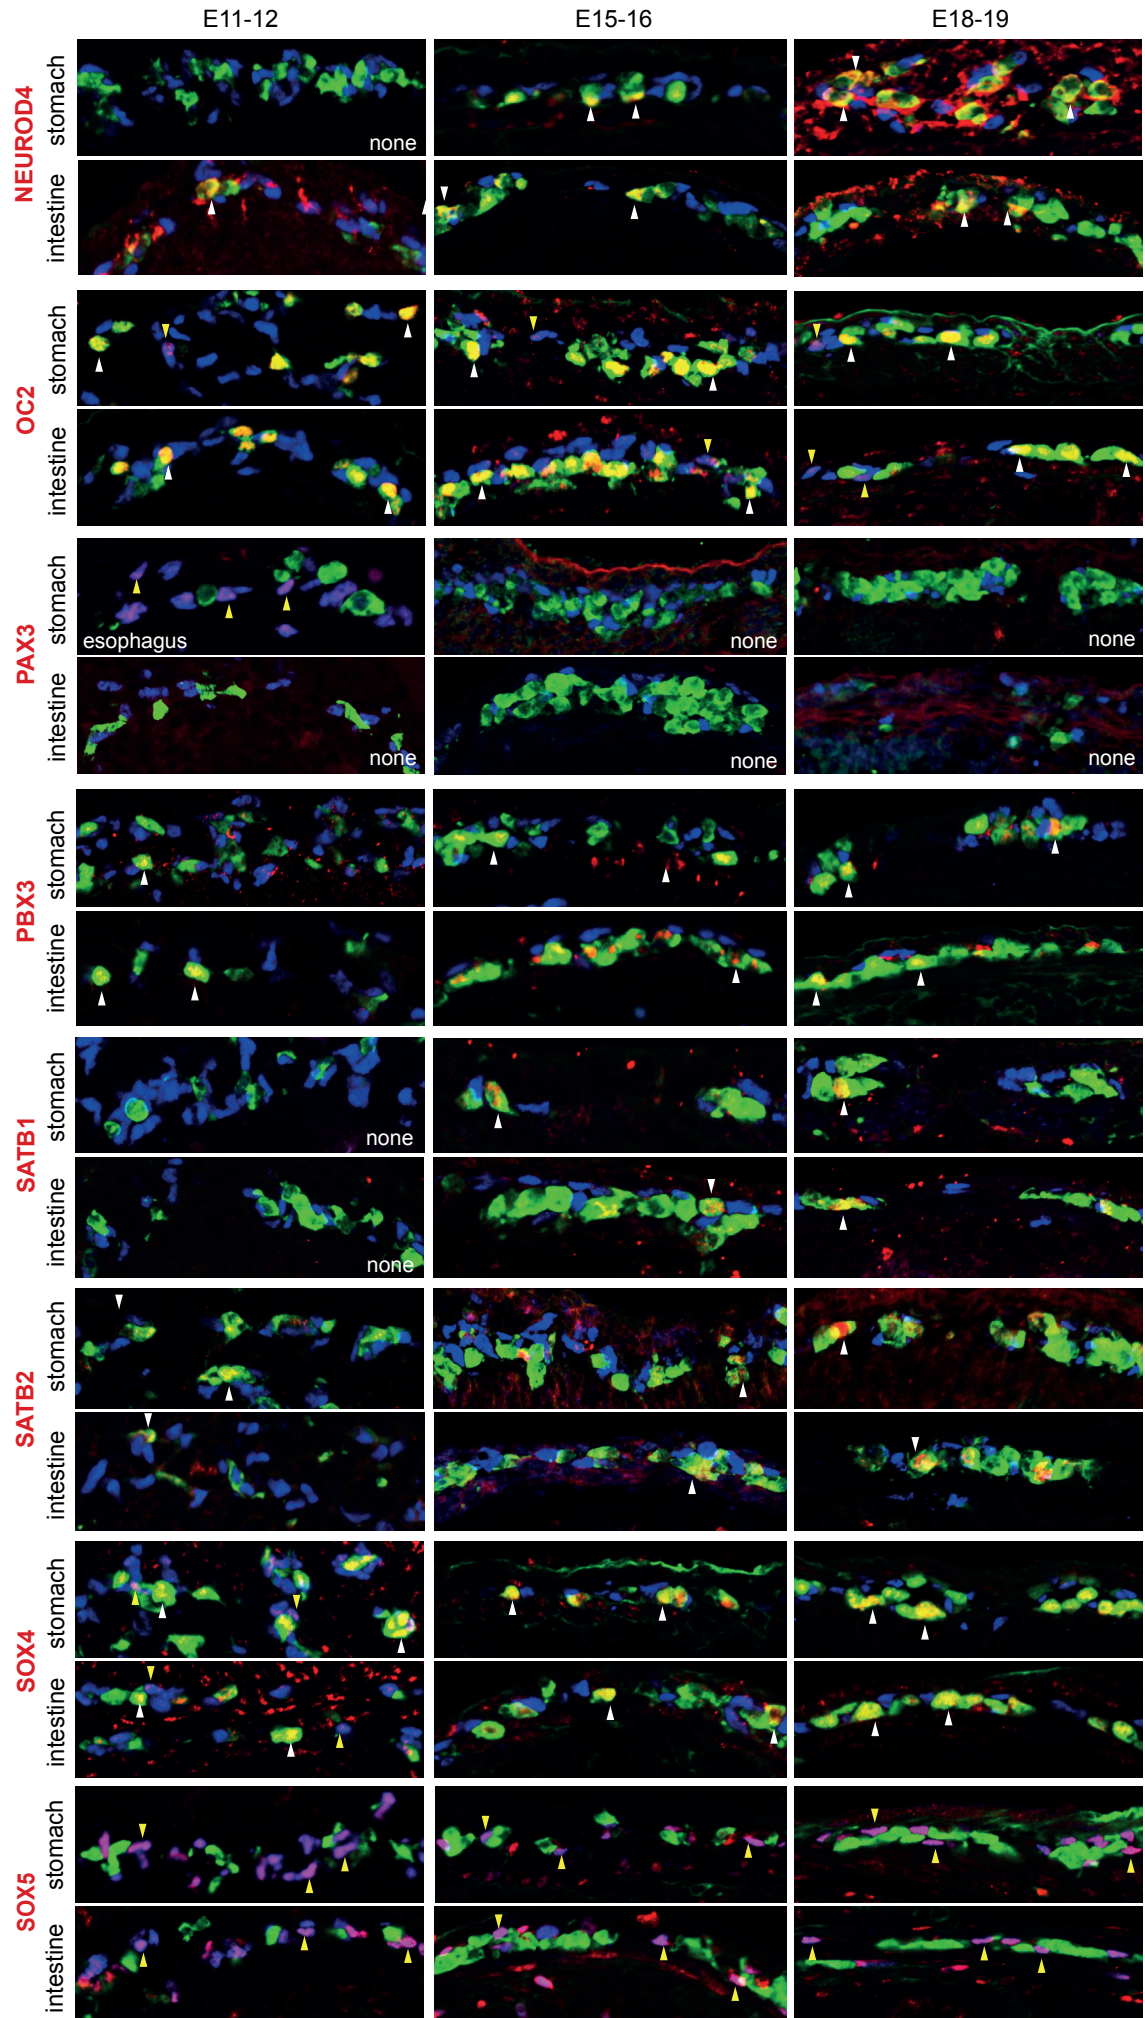 E11-12 E15-16 E18-19
NEUROD4
stomach
none
intestine
OC2
stomach
intestine
PAX3
stomach
esophagus
none
none
intestine
none
none
none
PBX3
stomach
intestine
SATB1
stomach
none
intestine
none
SATB2
stomach
intestine
SOX4
stomach
intestine
SOX5
stomach
intestine